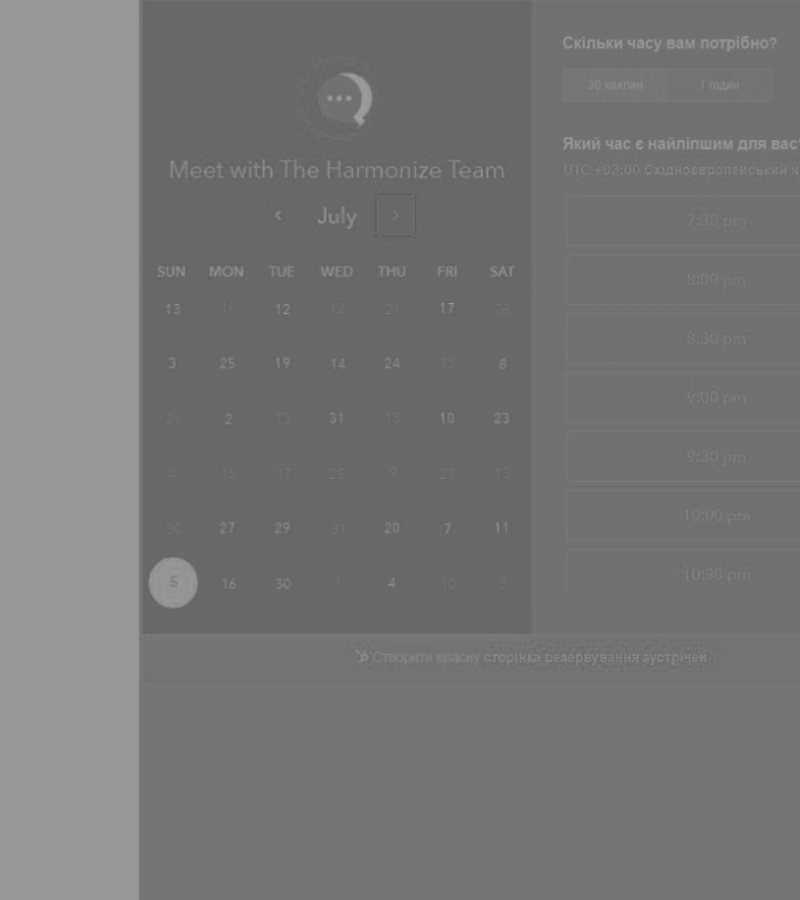 Meet with The Harmonize Team
July
SUN MON TUE WED THU FRI SAT
13 15 12 12 21 17 28
3 25 19 14 24 13 8
21 2 13 31 13 10 23
4 15 17 25 9 27 13
30 27 29 31 20 7 11
5 16 30 1 4 10 3
Скільки часу вам потрібно?
30 хвилин 1 годин
Який час є найліпшим для вас
UTC +03:00 Східноєвропейський ч
7:30 pm
8:00 pm
8:30 pm
9:00 pm
9:30 pm
10:00 pm
10:30 pm
Створити власну сторінка резервування зустрічей